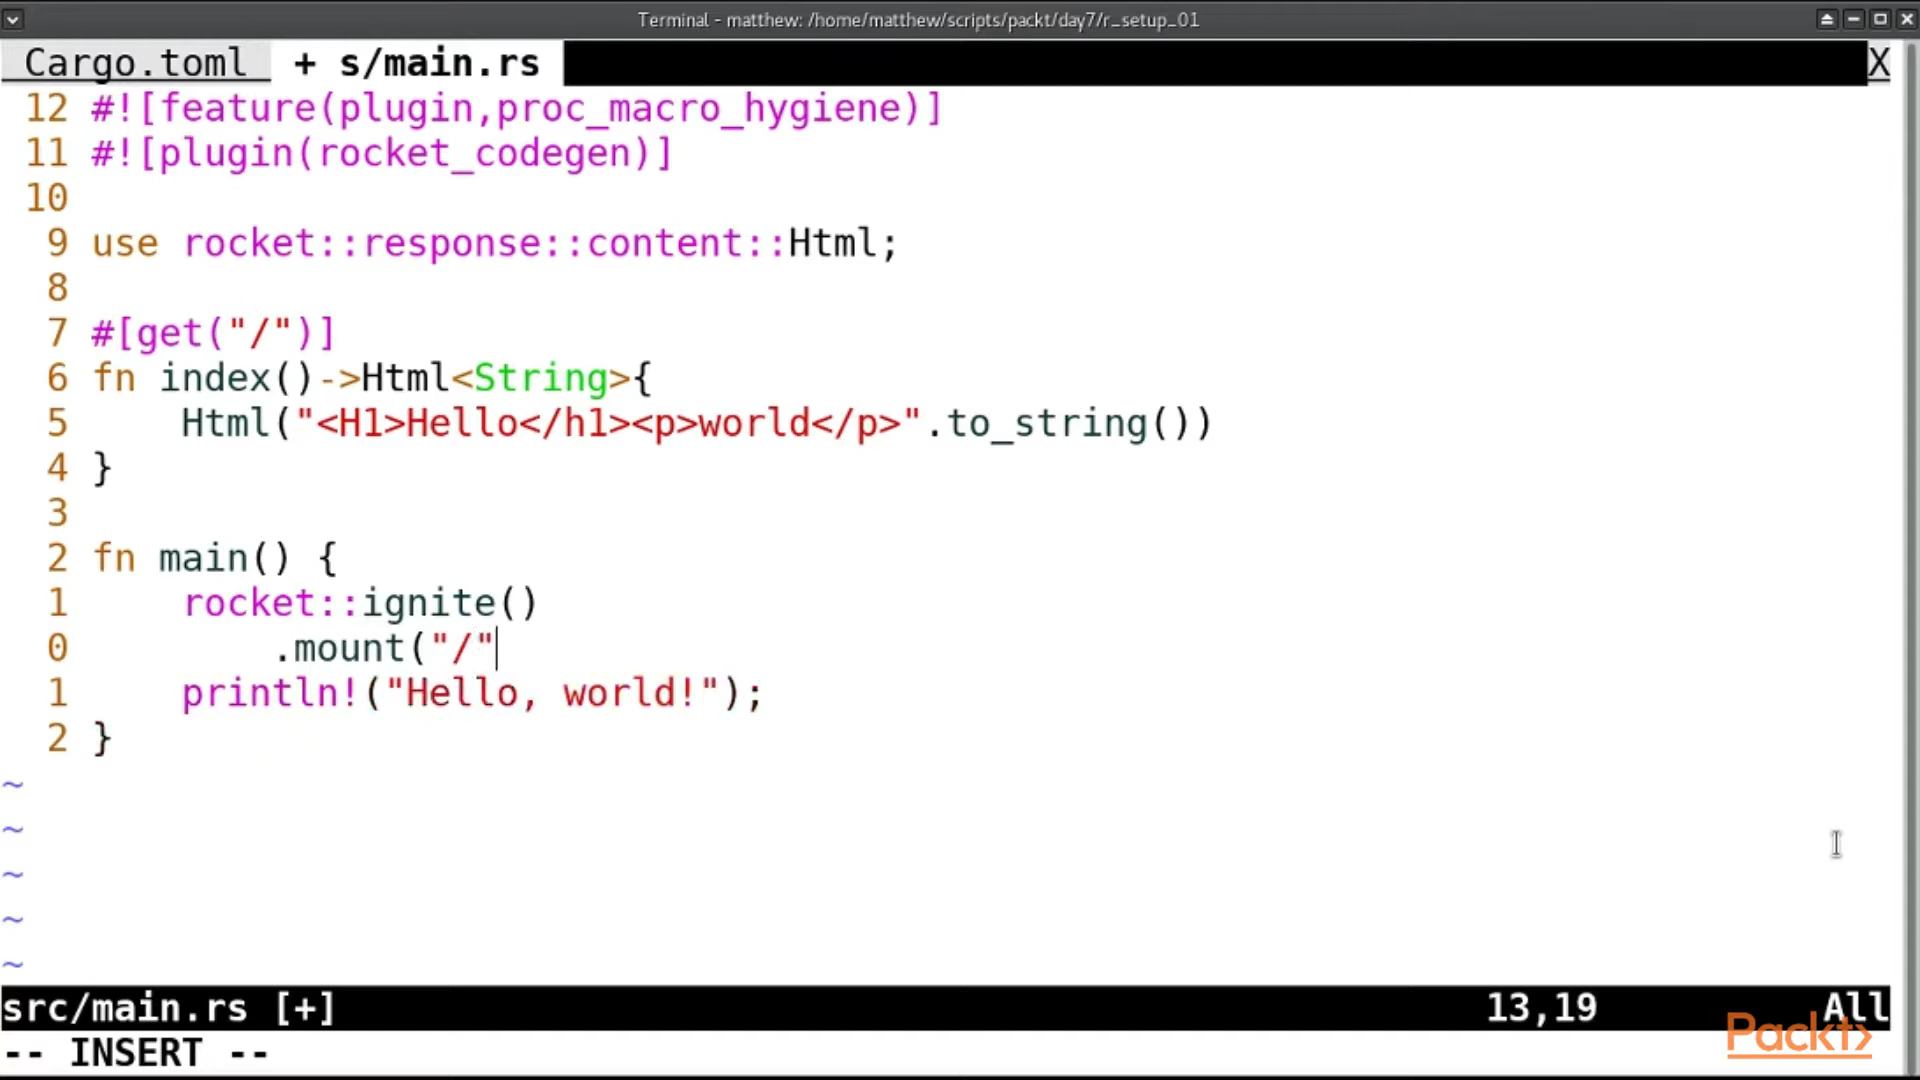 Terminal - matthew: /home/matthew/scripts/packt/day7/r_setup_01
Cargo.toml + s/main.rs X
12 #![feature(plugin,proc_macro_hygiene)]
11 #![plugin(rocket_codegen)]
10
9 use rocket::response::content::Html;
8
7 #[get("/")]
6 fn index()->Html<String>{
5     Html("<H1>Hello</h1><p>world</p>".to_string())
4 }
3
2 fn main() {
1     rocket::ignite()
0         .mount("/"
1     println!("Hello, world!");
2 }
~
~
~
~
~
src/main.rs [+] 13,19 All
-- INSERT --
Packt>